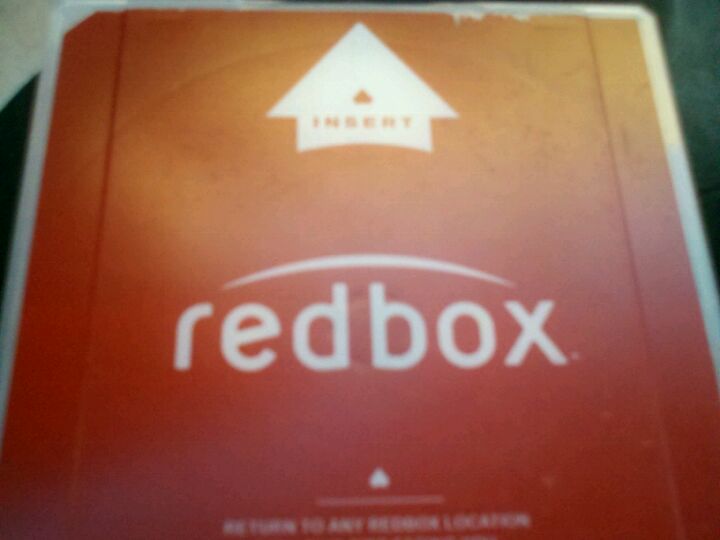 INSERT
redbox
RETURN TO ANY REDBOX LOCATION